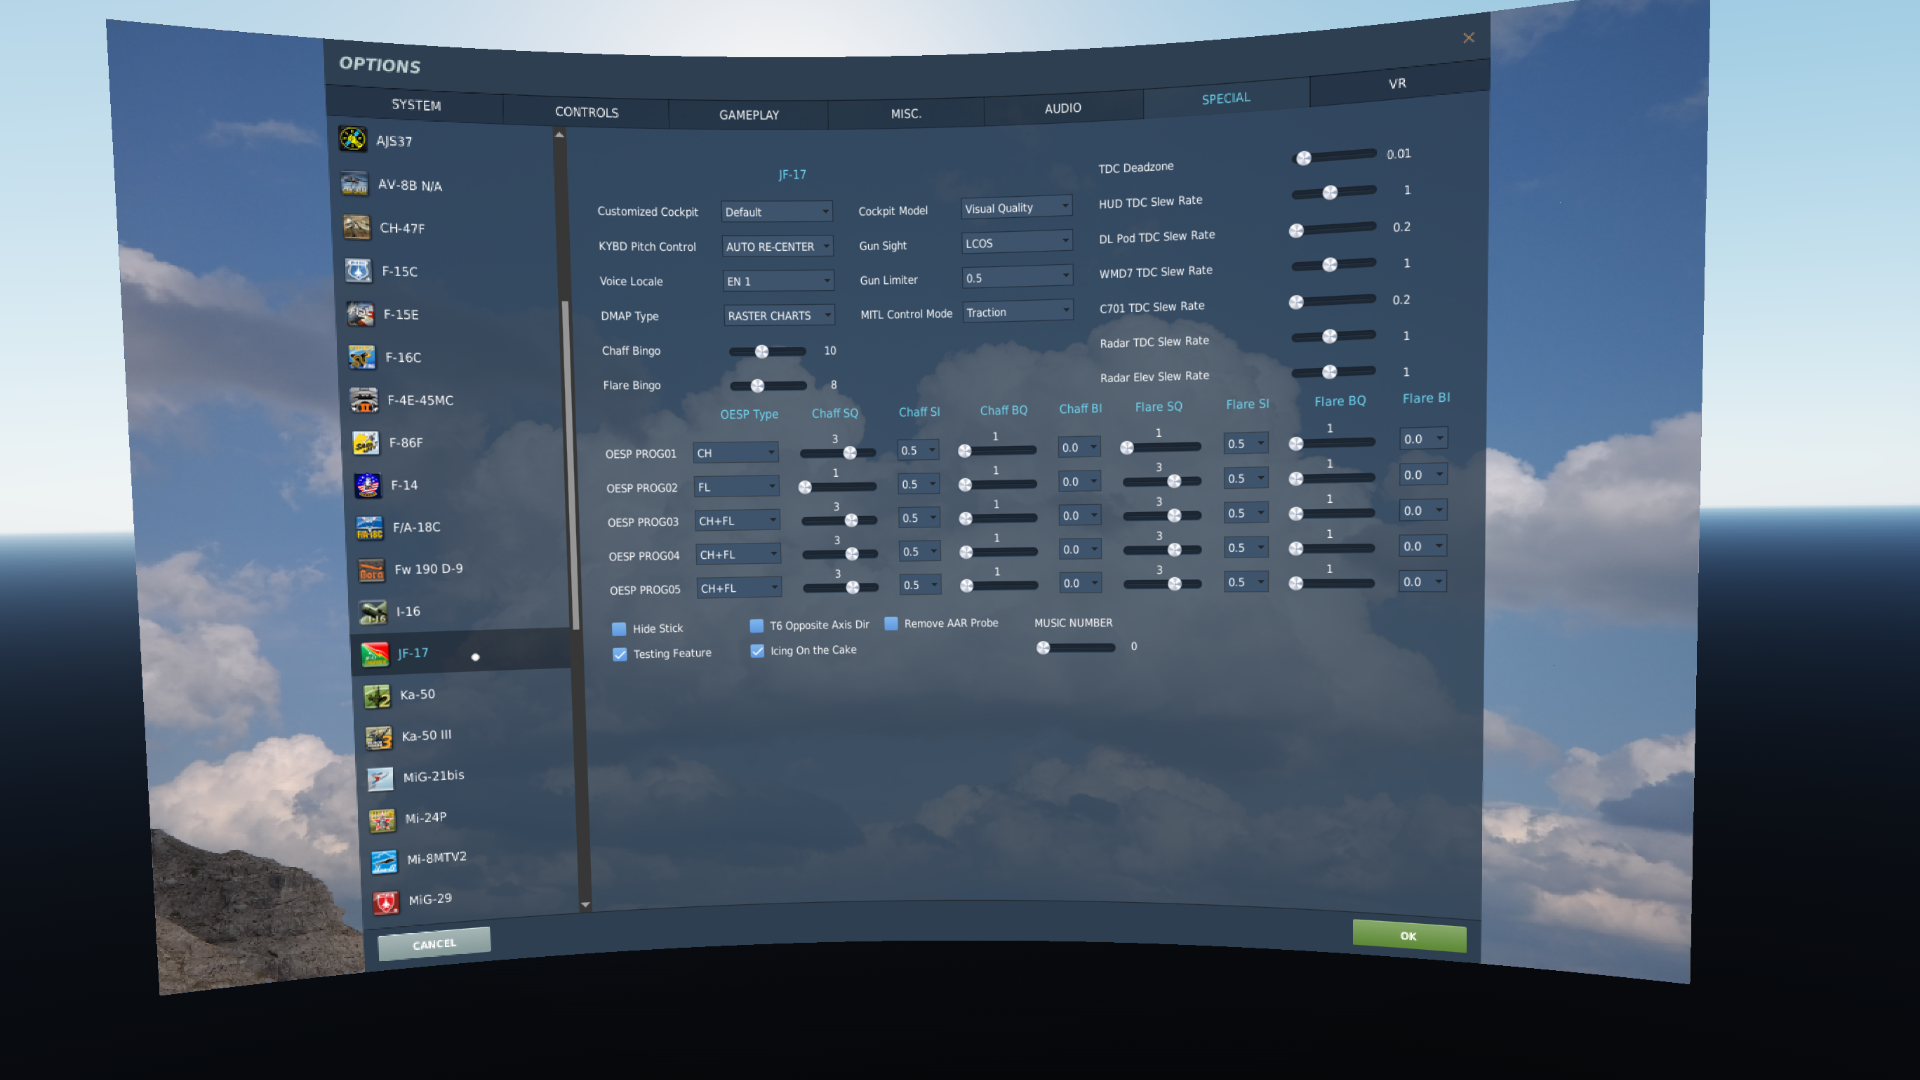 OPTIONS
SYSTEM CONTROLS GAMEPLAY MISC. AUDIO SPECIAL VR
AJS37
AV-8B N/A
CH-47F
F-15C
F-15E
F-16C
F-4E-45MC
F-86F
F-14
F/A-18C
Fw 190 D-9
I-16
JF-17
Ka-50
Ka-50 III
MiG-21bis
Mi-24P
Mi-8MTV2
MiG-29
JF-17
Customized Cockpit Default Cockpit Model Visual Quality
KYBD Pitch Control AUTO RE-CENTER Gun Sight LCOS
Voice Locale EN 1 Gun Limiter 0.5
DMAP Type RASTER CHARTS MITL Control Mode Traction
Chaff Bingo 10
Flare Bingo 8
TDC Deadzone 0.01
HUD TDC Slew Rate 1
DL Pod TDC Slew Rate 0.2
WMD7 TDC Slew Rate 1
C701 TDC Slew Rate 0.2
Radar TDC Slew Rate 1
Radar Elev Slew Rate 1
OESP Type Chaff SQ Chaff SI Chaff BQ Chaff BI Flare SQ Flare SI Flare BQ Flare BI
OESP PROG01 CH 3 0.5 1 0.0 1 0.5 1 0.0
OESP PROG02 FL 1 0.5 1 0.0 3 0.5 1 0.0
OESP PROG03 CH+FL 3 0.5 1 0.0 3 0.5 1 0.0
OESP PROG04 CH+FL 3 0.5 1 0.0 3 0.5 1 0.0
OESP PROG05 CH+FL 3 0.5 1 0.0 3 0.5 1 0.0
Hide Stick T6 Opposite Axis Dir Remove AAR Probe MUSIC NUMBER
Testing Feature Icing On the Cake 0
CANCEL OK